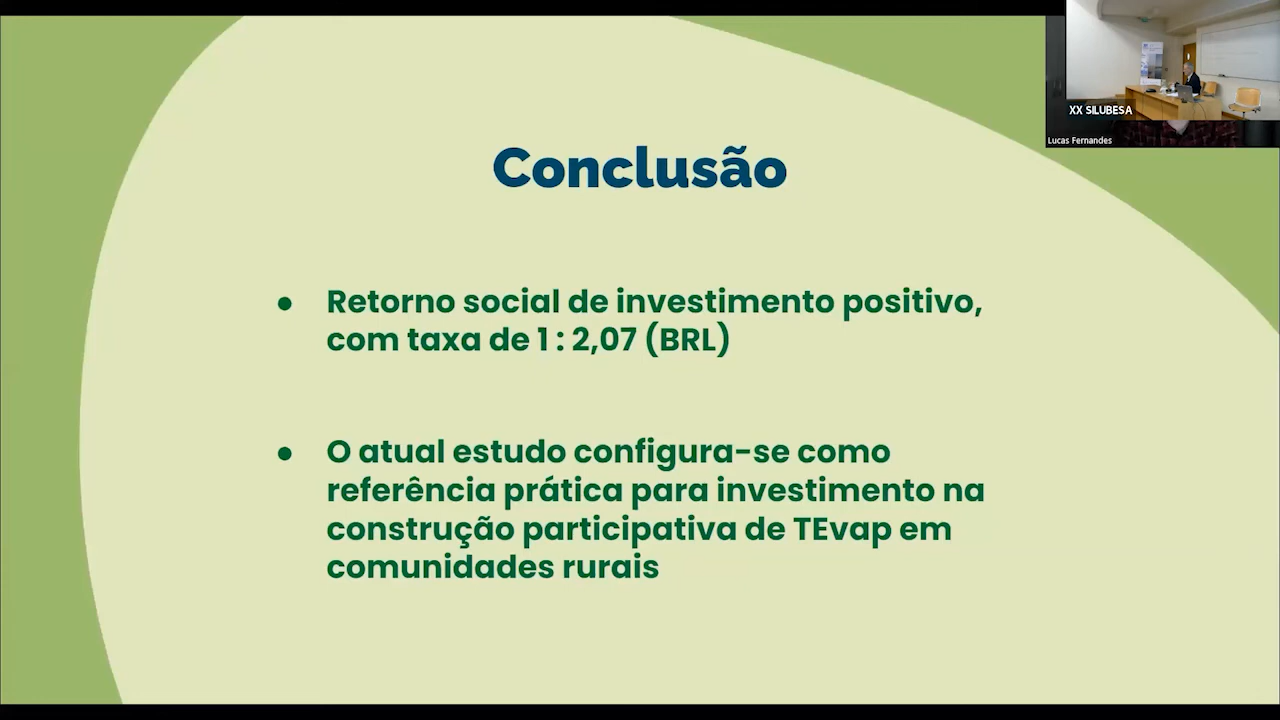 XX SILUBESA
Lucas Fernandes
Conclusão
● Retorno social de investimento positivo,
com taxa de 1 : 2,07 (BRL)
● O atual estudo configura-se como
referência prática para investimento na
construção participativa de TEvap em
comunidades rurais